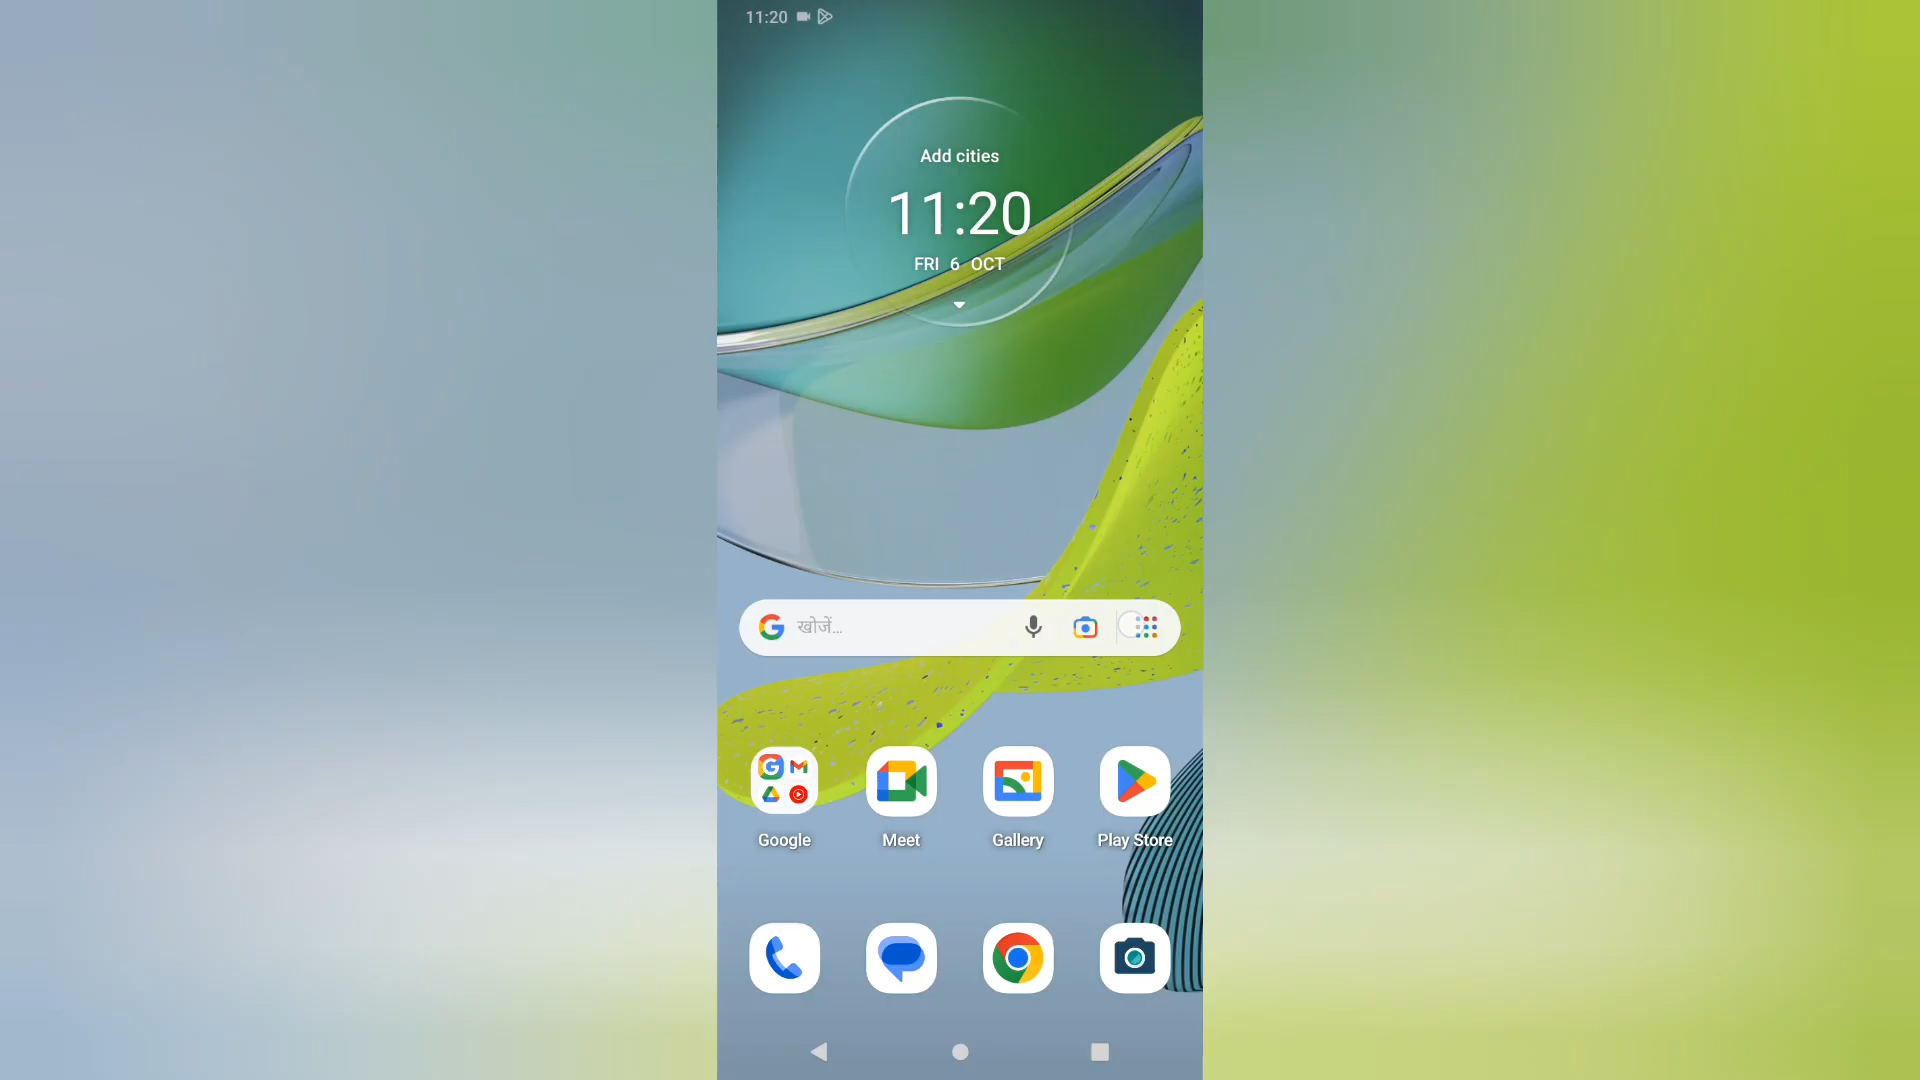 11:20
Add cities
11:20
FRI 6 OCT
खोजें...
Google
Meet
Gallery
Play Store